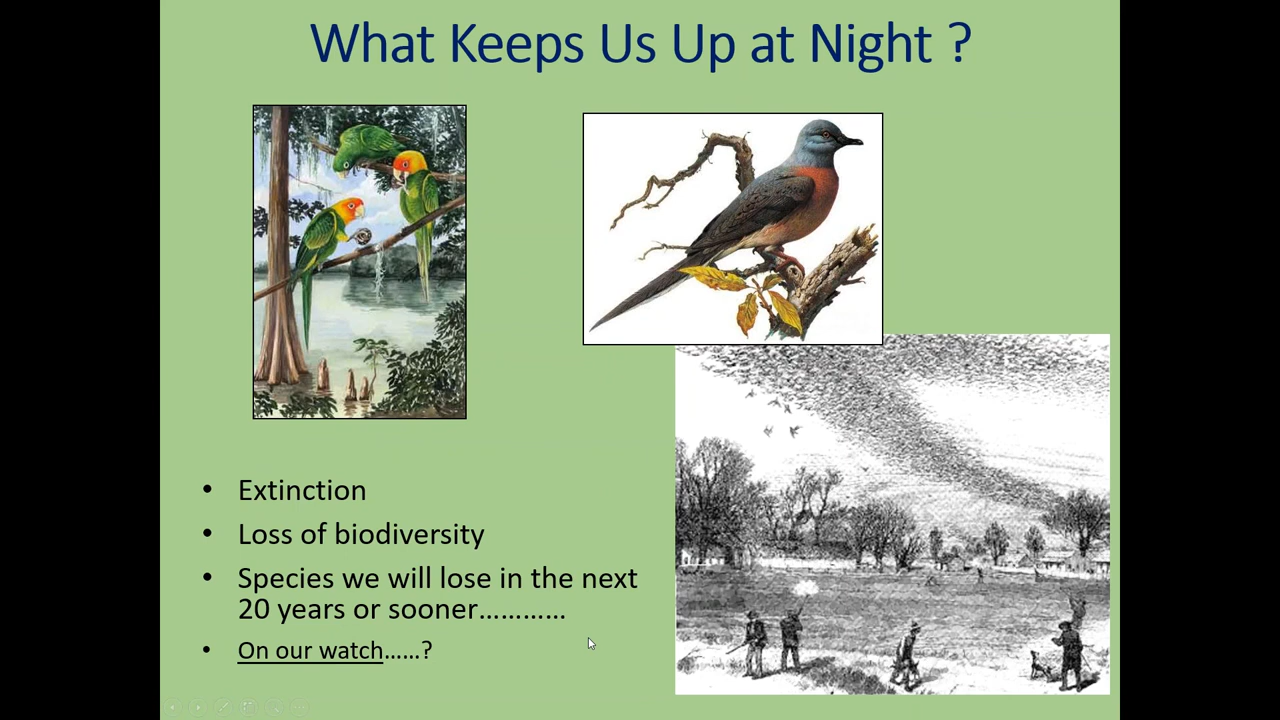 What Keeps Us Up at Night ?
• Extinction
• Loss of biodiversity
• Species we will lose in the next
20 years or sooner…………
• On our watch……?